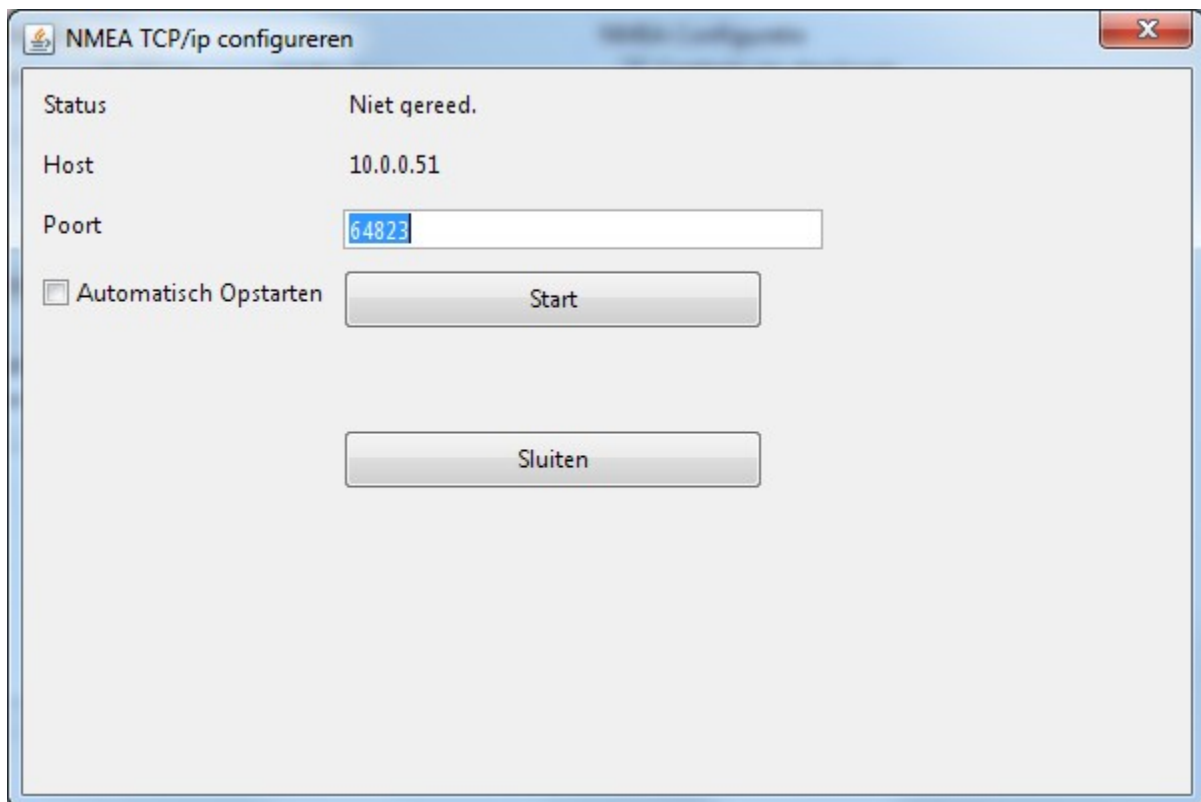 NMEA TCP/ip configureren
Status Niet gereed.
Host 10.0.0.51
Poort 64823
Automatisch Opstarten Start
Sluiten